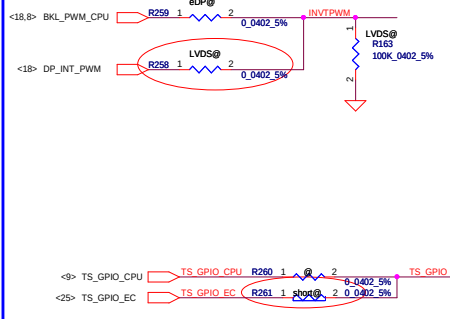 eDP@
<18,8> BKL_PWM_CPU R259 1 2 INVTPWM
0_0402_5%
1
LVDS@
R163
100K_0402_5%
2
LVDS@
<18> DP_INT_PWM R258 1 2
0_0402_5%
<9> TS_GPIO_CPU TS_GPIO_CPU R260 1 @ 2 TS_GPIO
0_0402_5%
<25> TS_GPIO_EC TS_GPIO_EC R261 1 short@ 2 0_0402_5%